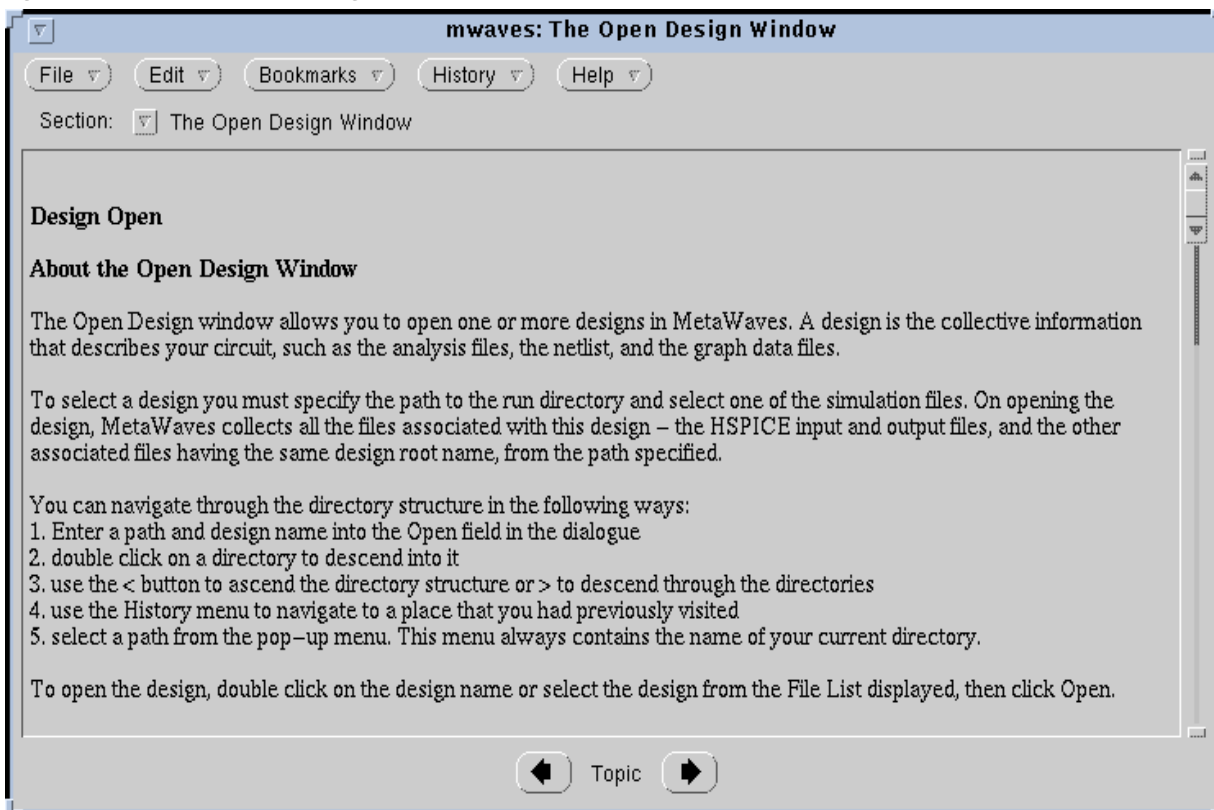 mwaves: The Open Design Window
File Edit Bookmarks History Help
Section: The Open Design Window
Design Open
About the Open Design Window
The Open Design window allows you to open one or more designs in MetaWaves. A design is the collective information
that describes your circuit, such as the analysis files, the netlist, and the graph data files.
To select a design you must specify the path to the run directory and select one of the simulation files. On opening the
design, MetaWaves collects all the files associated with this design – the HSPICE input and output files, and the other
associated files having the same design root name, from the path specified.
You can navigate through the directory structure in the following ways:
1. Enter a path and design name into the Open field in the dialogue
2. double click on a directory to descend into it
3. use the < button to ascend the directory structure or > to descend through the directories
4. use the History menu to navigate to a place that you had previously visited
5. select a path from the pop–up menu. This menu always contains the name of your current directory.
To open the design, double click on the design name or select the design from the File List displayed, then click Open.
Topic